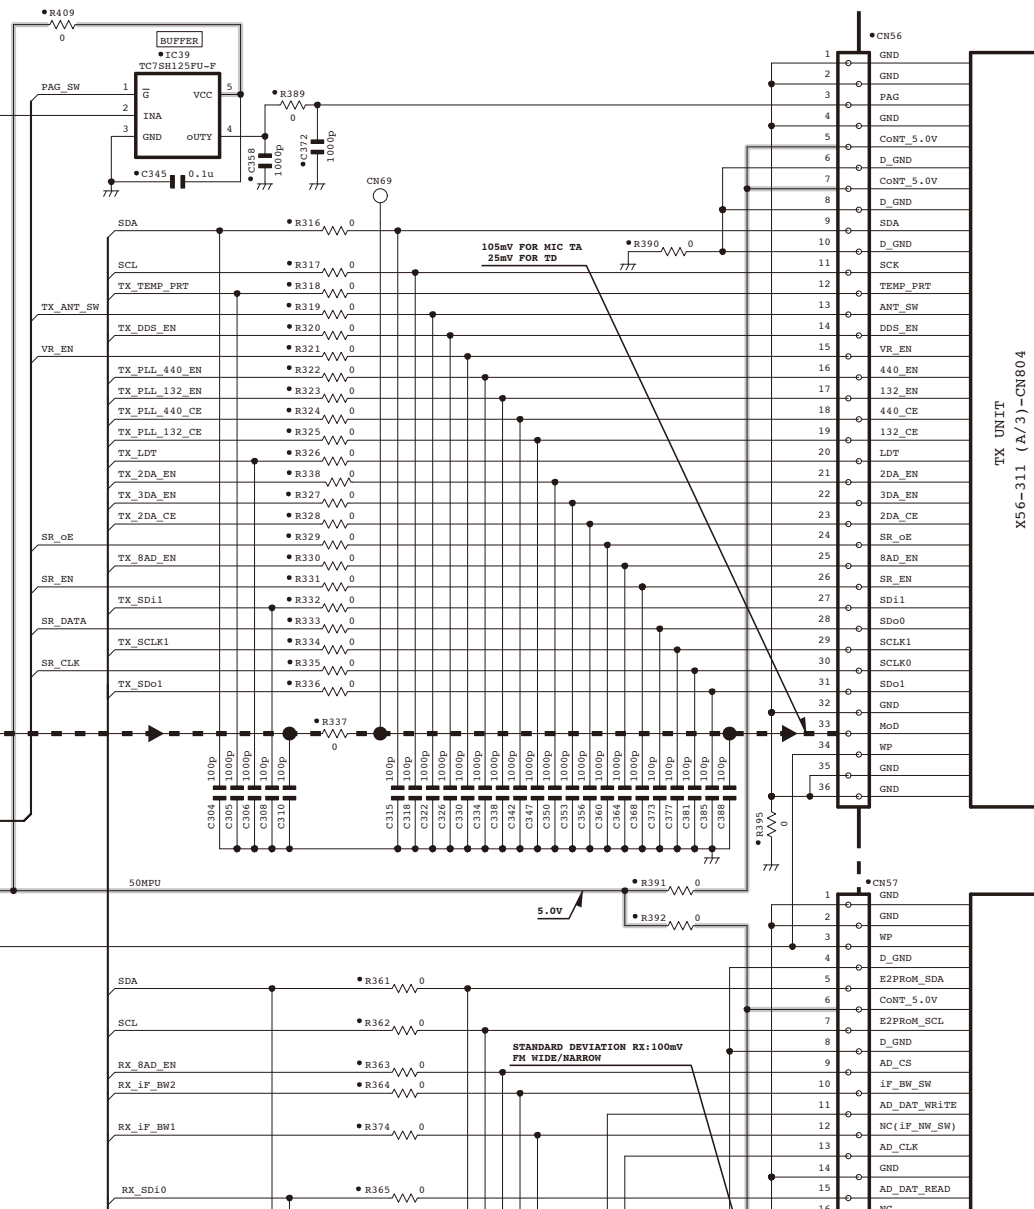 R409
0
BUFFER
IC39
TC7SH125FU-F
PAG_SW
1
G
VCC
5
2
INA
3
GND
oUTY
4
C345
0.1u
R389
0
C358
1000p
C372
1000p
CN69
SDA
R316 0
SCL
R317 0
TX_TEMP_PRT
R318 0
TX_ANT_SW
R319 0
TX_DDS_EN
R320 0
VR_EN
R321 0
TX_PLL_440_EN
R322 0
TX_PLL_132_EN
R323 0
TX_PLL_440_CE
R324 0
TX_PLL_132_CE
R325 0
TX_LDT
R326 0
TX_2DA_EN
R338 0
TX_3DA_EN
R327 0
TX_2DA_CE
R328 0
SR_oE
R329 0
TX_8AD_EN
R330 0
SR_EN
R331 0
TX_SDi1
R332 0
SR_DATA
R333 0
TX_SCLK1
R334 0
SR_CLK
R335 0
TX_SDo1
R336 0
R337
0
105mV FOR MIC TA
25mV FOR TD
R390 0
CN56
1 GND
2 GND
3 PAG
4 GND
5 CoNT_5.0V
6 D_GND
7 CoNT_5.0V
8 D_GND
9 SDA
10 D_GND
11 SCK
12 TEMP_PRT
13 ANT_SW
14 DDS_EN
15 VR_EN
16 440_EN
17 132_EN
18 440_CE
19 132_CE
20 LDT
21 2DA_EN
22 3DA_EN
23 2DA_CE
24 SR_oE
25 8AD_EN
26 SR_EN
27 SDi1
28 SDo0
29 SCLK1
30 SCLK0
31 SDo1
32 GND
33 MoD
34 WP
35 GND
36 GND
TX UNIT
X56-311 (A/3)-CN804
C304 100p
C305 1000p
C306 1000p
C308 100p
C310 100p
C315 100p
C318 100p
C322 1000p
C326 1000p
C330 1000p
C334 1000p
C338 1000p
C342 1000p
C347 1000p
C350 1000p
C353 1000p
C356 1000p
C360 1000p
C364 1000p
C368 1000p
C373 100p
C377 100p
C381 100p
C385 100p
C388 100p
R395
0
50MPU
5.0V
R391 0
R392 0
SDA
R361 0
SCL
R362 0
RX_8AD_EN
R363 0
RX_iF_BW2
R364 0
RX_iF_BW1
R374 0
RX_SDi0
R365 0
STANDARD DEVIATION RX:100mV
FM WIDE/NARROW
CN57
1 GND
2 GND
3 WP
4 D_GND
5 E2PRoM_SDA
6 CoNT_5.0V
7 E2PRoM_SCL
8 D_GND
9 AD_CS
10 iF_BW_SW
11 AD_DAT_WRiTE
12 NC(iF_NW_SW)
13 AD_CLK
14 GND
15 AD_DAT_READ
16 NC